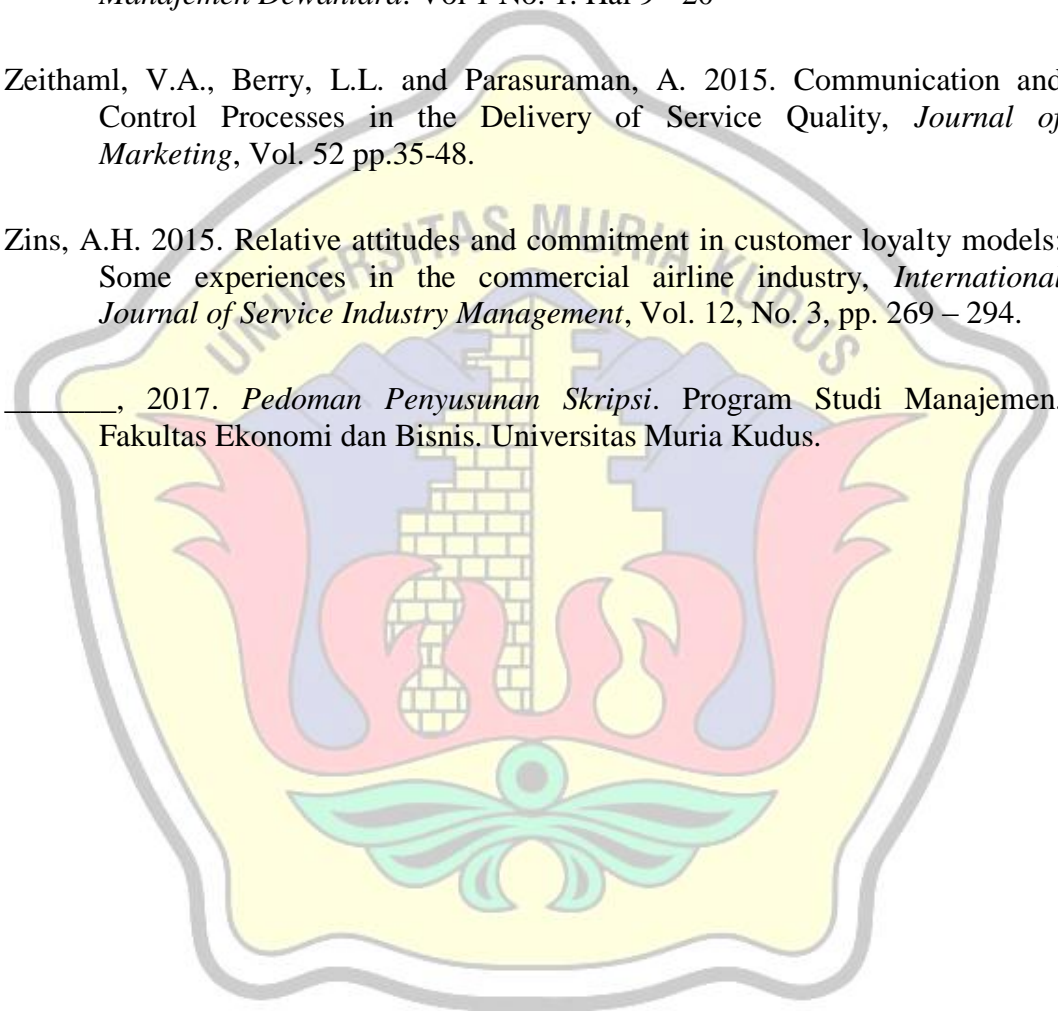 Manajemen Dewantara. Vol 1 No. 1. Hal 9 - 20
Zeithaml, V.A., Berry, L.L. and Parasuraman, A. 2015. Communication and
Control Processes in the Delivery of Service Quality, Journal of
Marketing, Vol. 52 pp.35-48.
UNIVERSITAS MURIA KUDUS
Zins, A.H. 2015. Relative attitudes and commitment in customer loyalty models:
Some experiences in the commercial airline industry, International
Journal of Service Industry Management, Vol. 12, No. 3, pp. 269 – 294.
_______, 2017. Pedoman Penyusunan Skripsi. Program Studi Manajemen.
Fakultas Ekonomi dan Bisnis. Universitas Muria Kudus.